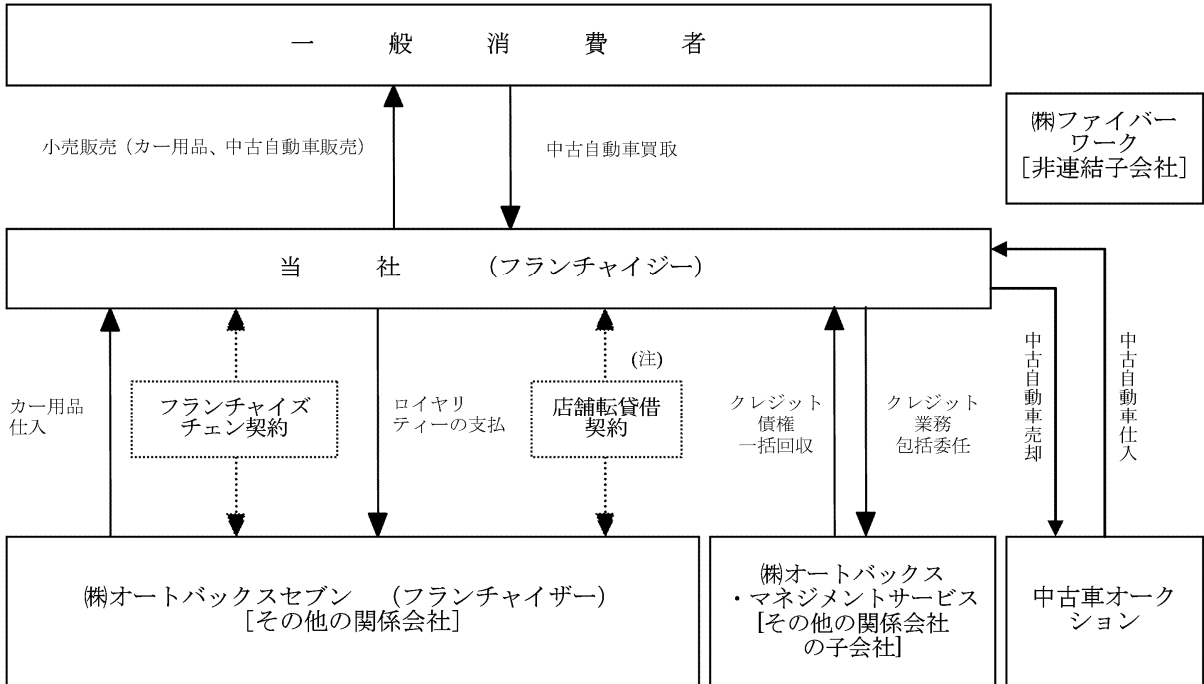 一般消費者
㈱ファイバー
ワーク
［非連結子会社］
小売販売（カー用品、中古自動車販売）
中古自動車買取
当社　（フランチャイジー）
(注)
カー用品
仕入
フランチャイズ
チェン契約
ロイヤリ
ティーの支払
店舗転貸借
契約
クレジット
債権
一括回収
クレジット
業務
包括委任
中古自動車売却
中古自動車仕入
㈱オートバックスセブン　（フランチャイザー）
［その他の関係会社］
㈱オートバックス
・マネジメントサービス
[その他の関係会社
の子会社]
中古車オーク
ション